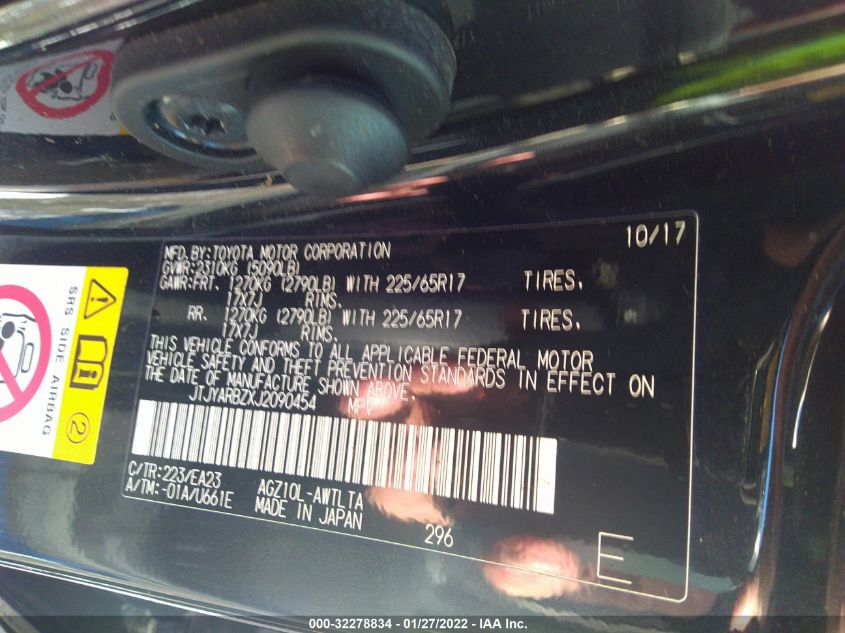 10/17
MFD. BY: TOYOTA MOTOR CORPORATION
GVWR: 2310KG (5090LB)
GAWR: FRT. 1270KG (2790LB) WITH 225/65R17 TIRES,
17X7J RIMS.
RR. 1270KG (2790LB) WITH 225/65R17 TIRES,
17X7J RIMS.
THIS VEHICLE CONFORMS TO ALL APPLICABLE FEDERAL MOTOR
VEHICLE SAFETY AND THEFT PREVENTION STANDARDS IN EFFECT ON
THE DATE OF MANUFACTURE SHOWN ABOVE.
JTJYARBZXJ2090454 MPV
C/TR: 223/EA23
A/TM: -01A/U661E
AGZ10L-AWTLTA
MADE IN JAPAN
296
E
SRS SIDE AIRBAG
2
000-32278834 - 01/27/2022 - IAA Inc.